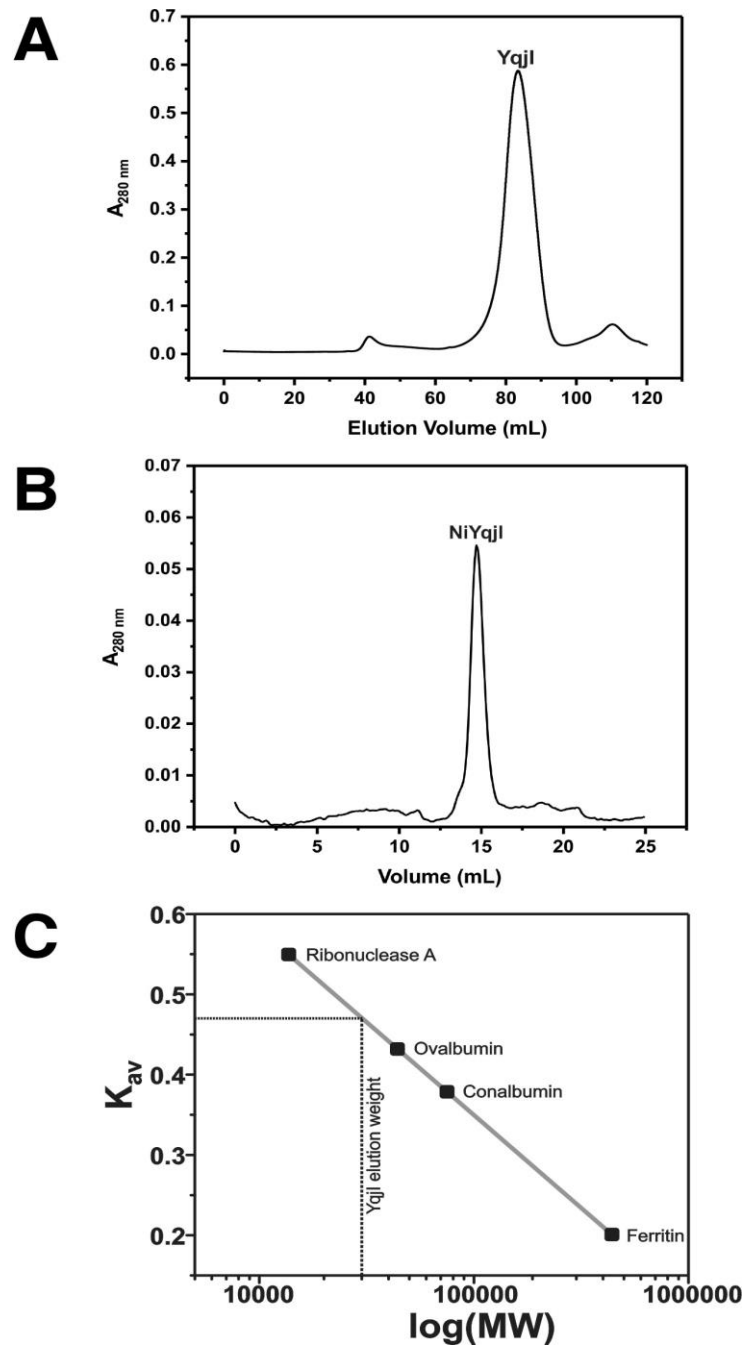 A
0.7
0.6
0.5
0.4
0.3
0.2
0.1
0.0
A280 nm
YqjI
0 20 40 60 80 100 120
Elution Volume (mL)
B
0.07
0.06
0.05
0.04
0.03
0.02
0.01
0.00
A280 nm
NiYqjI
0 5 10 15 20 25
Volume (mL)
C
0.6
0.5
0.4
0.3
0.2
Kav
Ribonuclease A
Ovalbumin
Conalbumin
Ferritin
YqjI elution weight
10000 100000 1000000
log(MW)